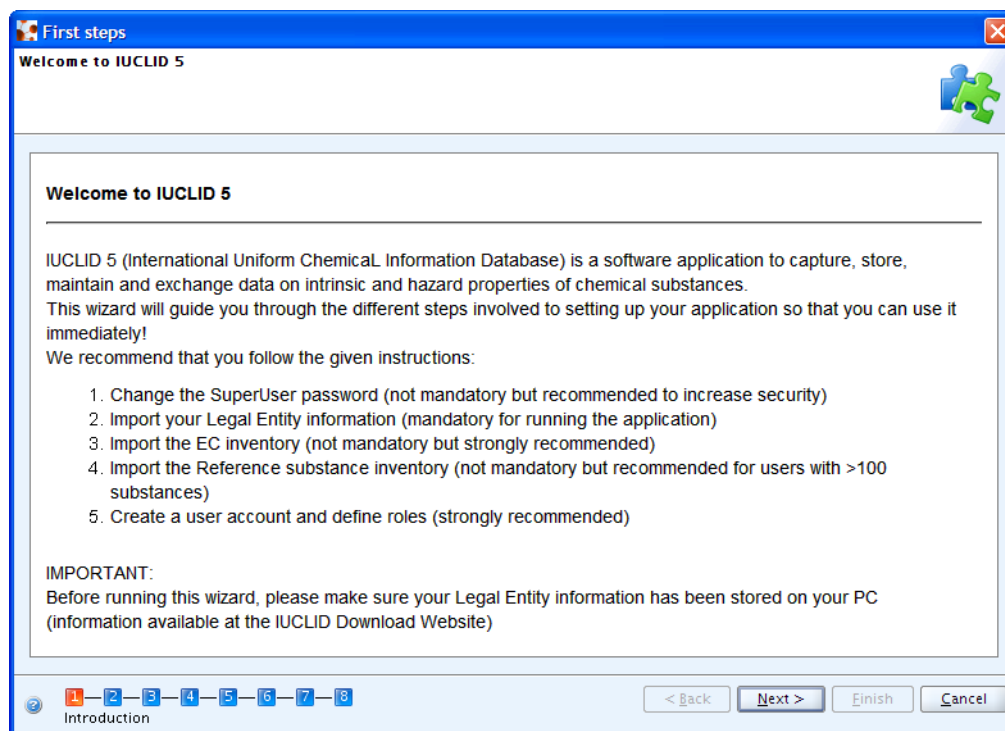 First steps
Welcome to IUCLID 5
Welcome to IUCLID 5
IUCLID 5 (International Uniform ChemicaL Information Database) is a software application to capture, store,
maintain and exchange data on intrinsic and hazard properties of chemical substances.
This wizard will guide you through the different steps involved to setting up your application so that you can use it
immediately!
We recommend that you follow the given instructions:
1. Change the SuperUser password (not mandatory but recommended to increase security)
2. Import your Legal Entity information (mandatory for running the application)
3. Import the EC inventory (not mandatory but strongly recommended)
4. Import the Reference substance inventory (not mandatory but recommended for users with >100
substances)
5. Create a user account and define roles (strongly recommended)
IMPORTANT:
Before running this wizard, please make sure your Legal Entity information has been stored on your PC
(information available at the IUCLID Download Website)
? 1 2 3 4 5 6 7 8 < Back Next > Finish Cancel
Introduction